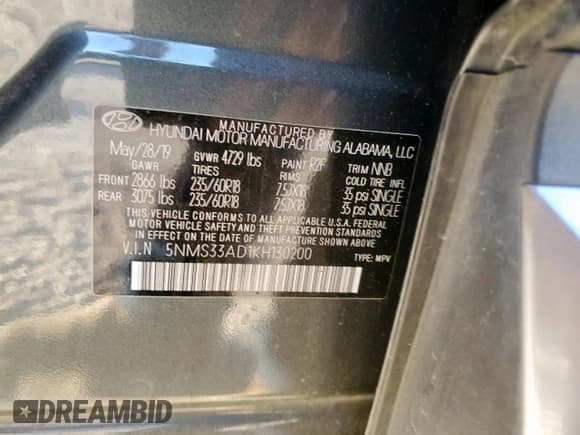 MANUFACTURED BY
HYUNDAI MOTOR MANUFACTURING ALABAMA, LLC
May/28/19 GVWR 4729 lbs PAINT R2F TRIM NNB
GAWR TIRES RIMS COLD TIRE INFL.
FRONT 2866 lbs 235/60R18 7.5JX18 35 psi SINGLE
REAR 3075 lbs 235/60R18 7.5JX18 35 psi SINGLE
THIS VEHICLE CONFORMS TO ALL APPLICABLE U.S.A. FEDERAL
MOTOR VEHICLE SAFETY AND THEFT PREVENTION STANDARDS
IN EFFECT ON THE DATE OF MANUFACTURE SHOWN ABOVE.
V.I.N 5NMS33AD1KH130200 TYPE: MPV
DREAMBID